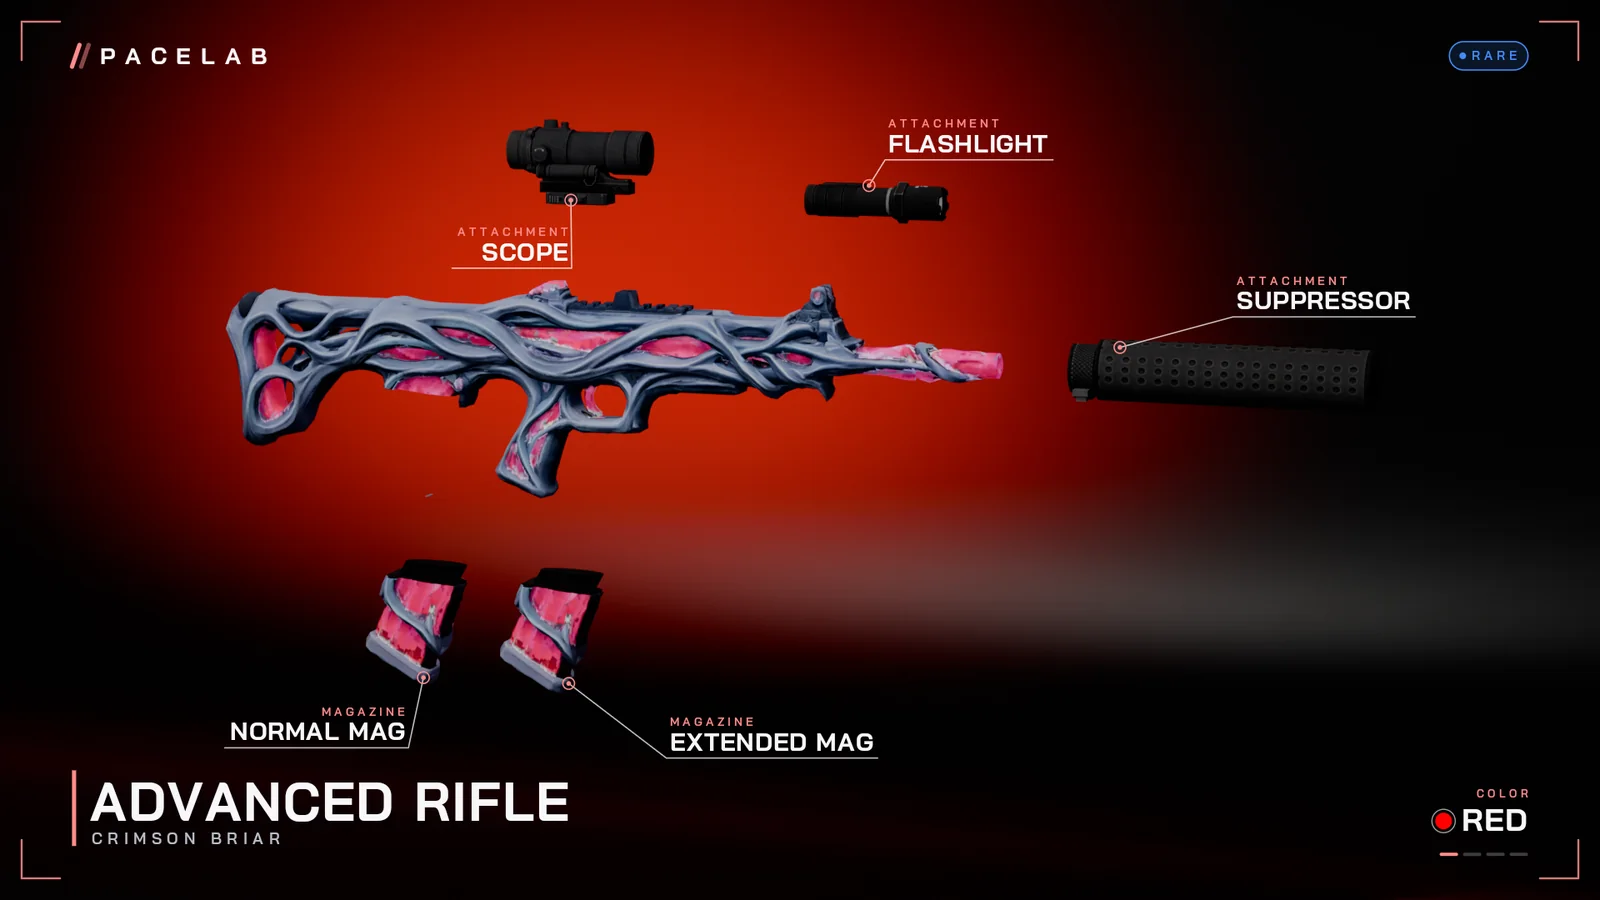 PACELAB
RARE
ATTACHMENT
FLASHLIGHT
ATTACHMENT
SCOPE
ATTACHMENT
SUPPRESSOR
MAGAZINE
NORMAL MAG
MAGAZINE
EXTENDED MAG
ADVANCED RIFLE
CRIMSON BRIAR
COLOR
RED